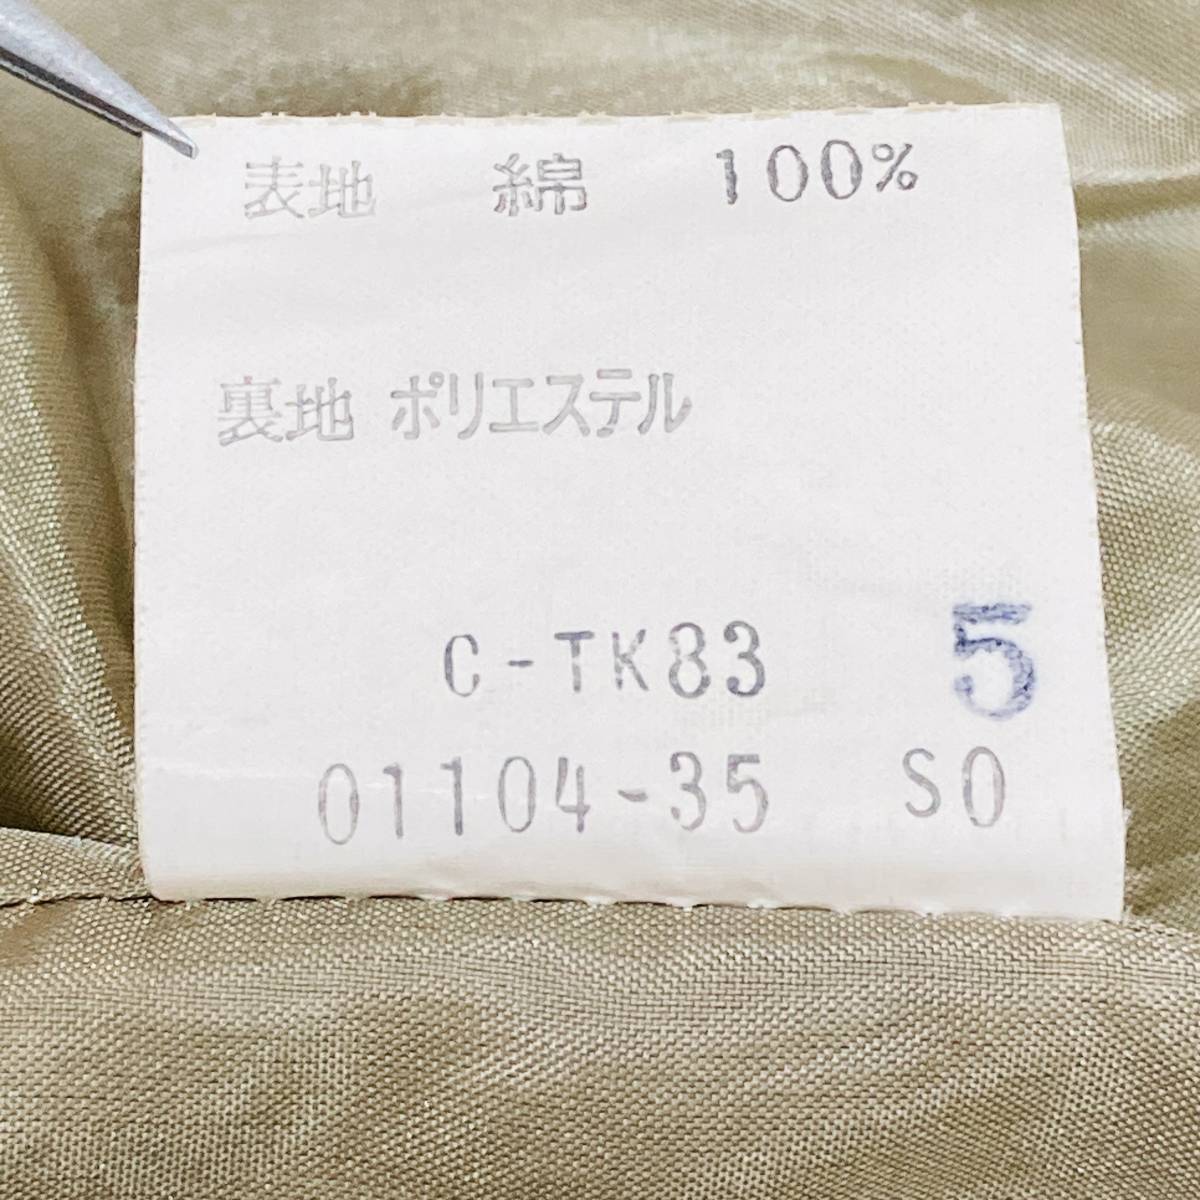 表地 綿 100%
裏地 ポリエステル
C-TK83 5
01104-35 SO